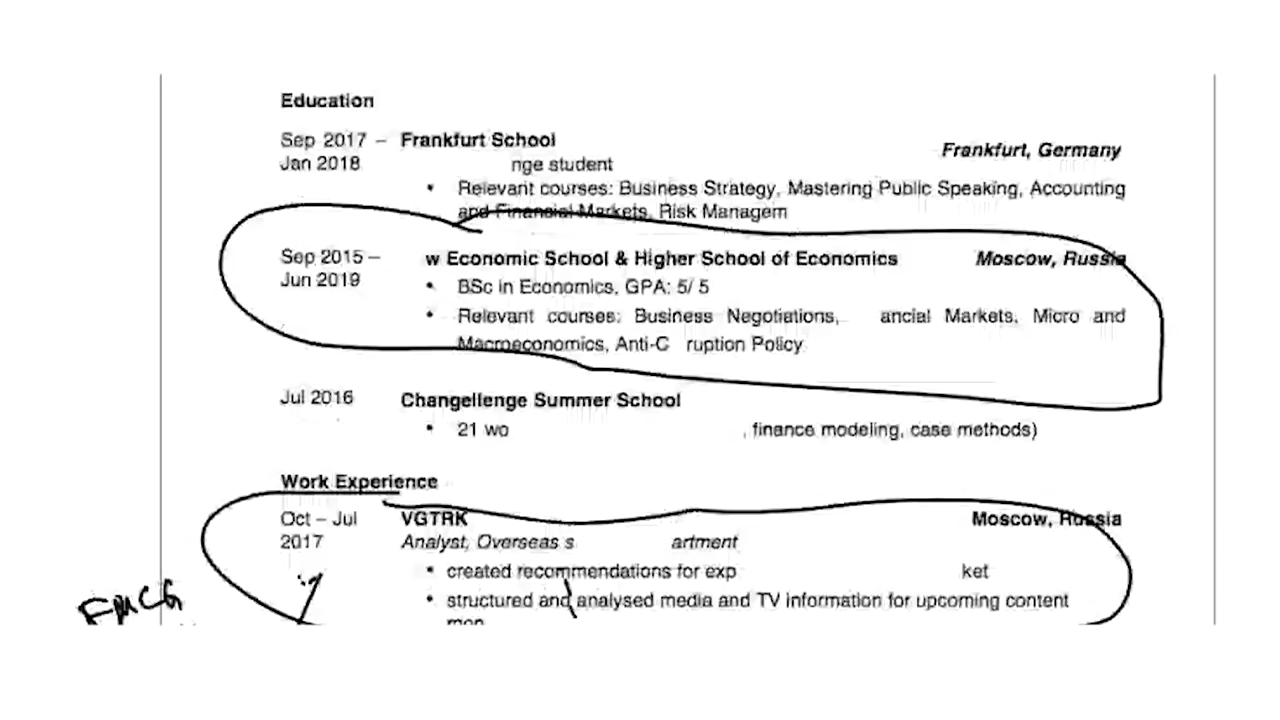 Education
Sep 2017 – Frankfurt School
Frankfurt, Germany
Jan 2018
nge student
• Relevant courses: Business Strategy, Mastering Public Speaking, Accounting
and Financial Markets, Risk Managem
Sep 2015 – w Economic School & Higher School of Economics Moscow, Russia
Jun 2019 • BSc in Economics, GPA: 5/ 5
• Relevant courses: Business Negotiations, ancial Markets, Micro and
Macroeconomics, Anti-C ruption Policy
Jul 2016 Changellenge Summer School
• 21 wo , finance modeling, case methods)
Work Experience
Oct – Jul VGTRK Moscow, Russia
2017 Analyst, Overseas s artment
• created recommendations for exp ket
• structured and analysed media and TV information for upcoming content
FMCG